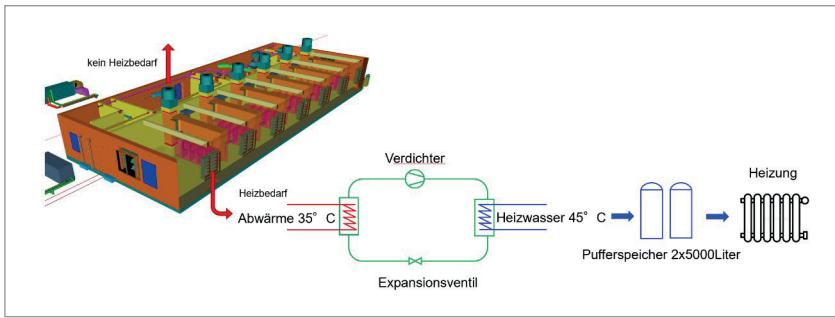 kein Heizbedarf
Verdichter
Heizung
Heizbedarf
Abwärme 35° C
Heizwasser 45° C
Pufferspeicher 2x5000Liter
Expansionsventil